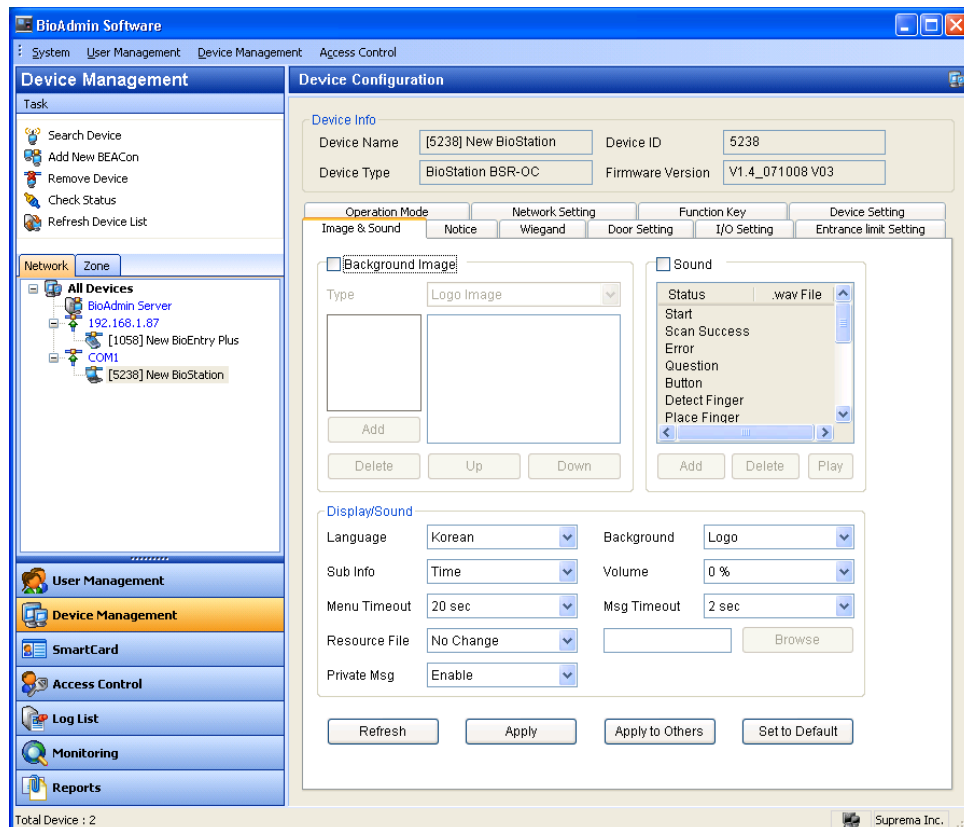 BioAdmin Software
System User Management Device Management Access Control
Device Management
Task
Search Device
Add New BEACon
Remove Device
Check Status
Refresh Device List
Network Zone
All Devices
BioAdmin Server
192.168.1.87
[1058] New BioEntry Plus
COM1
[5238] New BioStation
User Management
Device Management
SmartCard
Access Control
Log List
Monitoring
Reports
Device Configuration
Device Info
Device Name [5238] New BioStation Device ID 5238
Device Type BioStation BSR-OC Firmware Version V1.4_071008 V03
Operation Mode Network Setting Function Key Device Setting
Image & Sound Notice Wiegand Door Setting I/O Setting Entrance limit Setting
Background Image
Type Logo Image
Add
Delete Up Down
Sound
Status .wav File
Start
Scan Success
Error
Question
Button
Detect Finger
Place Finger
Add Delete Play
Display/Sound
Language Korean Background Logo
Sub Info Time Volume 0 %
Menu Timeout 20 sec Msg Timeout 2 sec
Resource File No Change Browse
Private Msg Enable
Refresh Apply Apply to Others Set to Default
Total Device : 2 Suprema Inc.